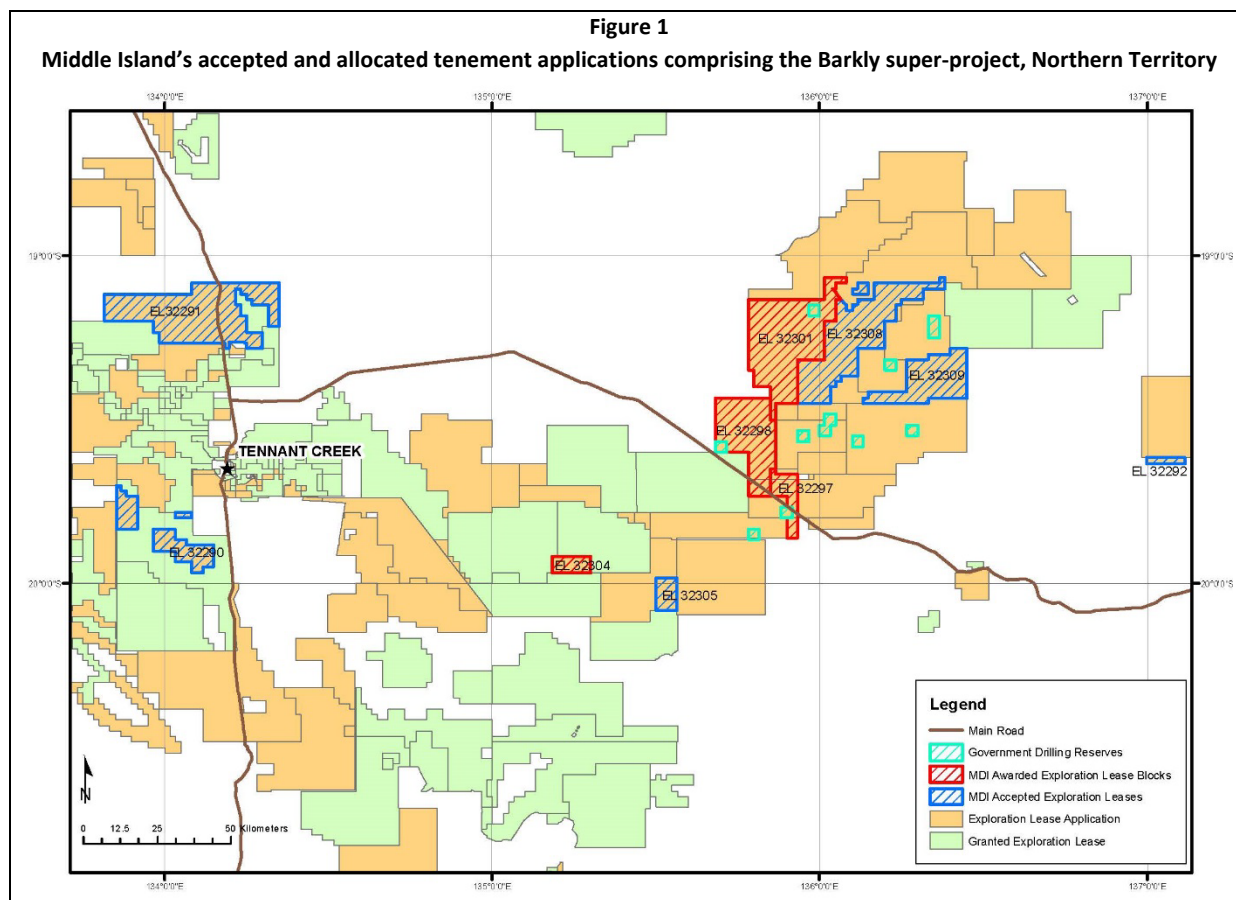 Figure 1
Middle Island's accepted and allocated tenement applications comprising the Barkly super-project, Northern Territory
134°0'0"E 135°0'0"E 136°0'0"E 137°0'0"E
19°0'0"S 19°0'0"S
EL 32291
EL 32301
EL 32308
EL 32309
EL 32298
TENNANT CREEK
EL 32292
EL 32297
EL 32290
EL 32304
20°0'0"S 20°0'0"S
EL 32305
Legend
Main Road
Government Drilling Reserves
MDI Awarded Exploration Lease Blocks
MDI Accepted Exploration Leases
Exploration Lease Application
Granted Exploration Lease
N
0 12.5 25 50 Kilometers
134°0'0"E 135°0'0"E 136°0'0"E 137°0'0"E